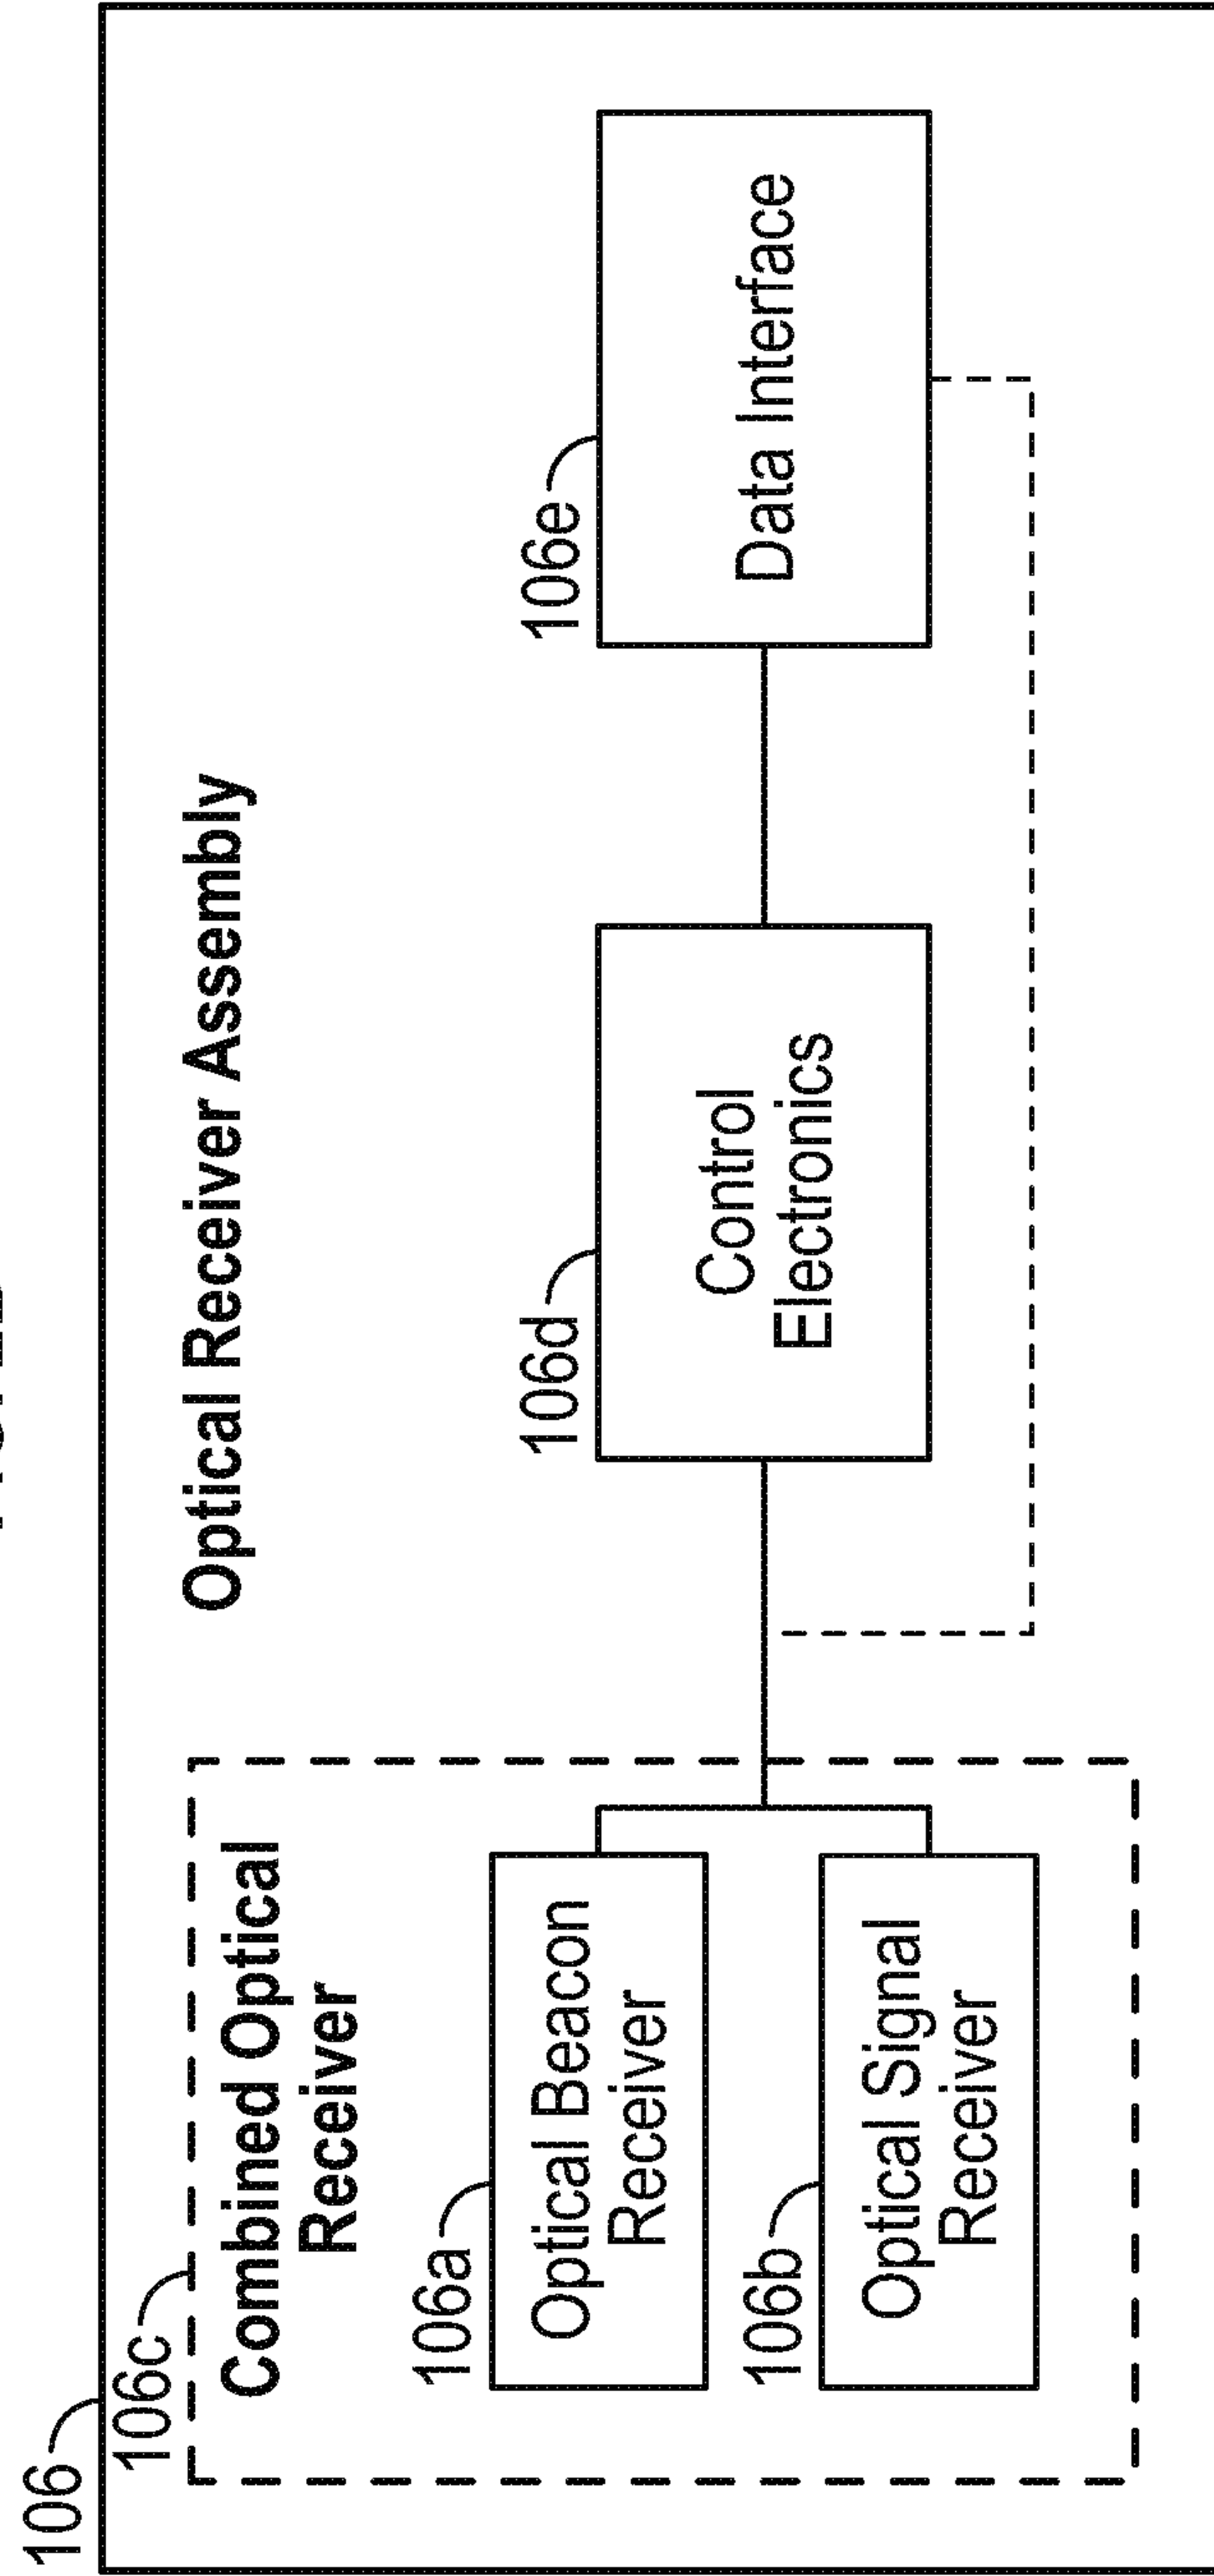 106
106c
Optical Receiver Assembly
Combined Optical
Receiver
106a
Optical Beacon
Receiver
106b
Optical Signal
Receiver
106d
Control
Electronics
106e
Data Interface